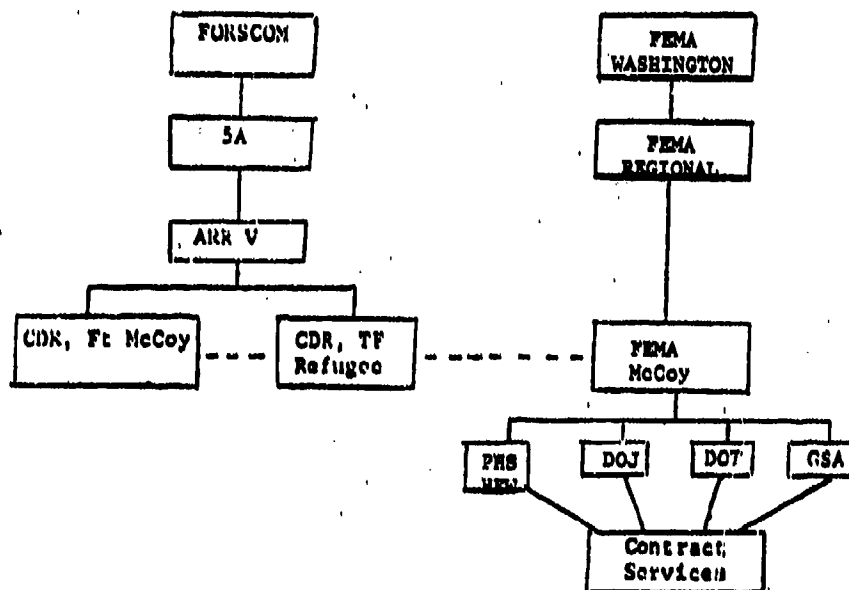 FORSCOM
FEMA
WASHINGTON
5A
FEMA
REGIONAL
ARR V
CDR, Ft McCoy
CDR, TF
Refugee
FEMA
McCoy
PHS
HEW
DOJ
DOT
GSA
Contract
Services